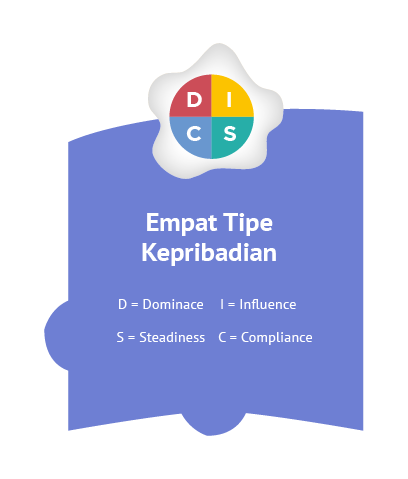 D I
C S
Empat Tipe
Kepribadian
D = Dominace I = Influence
S = Steadiness C = Compliance